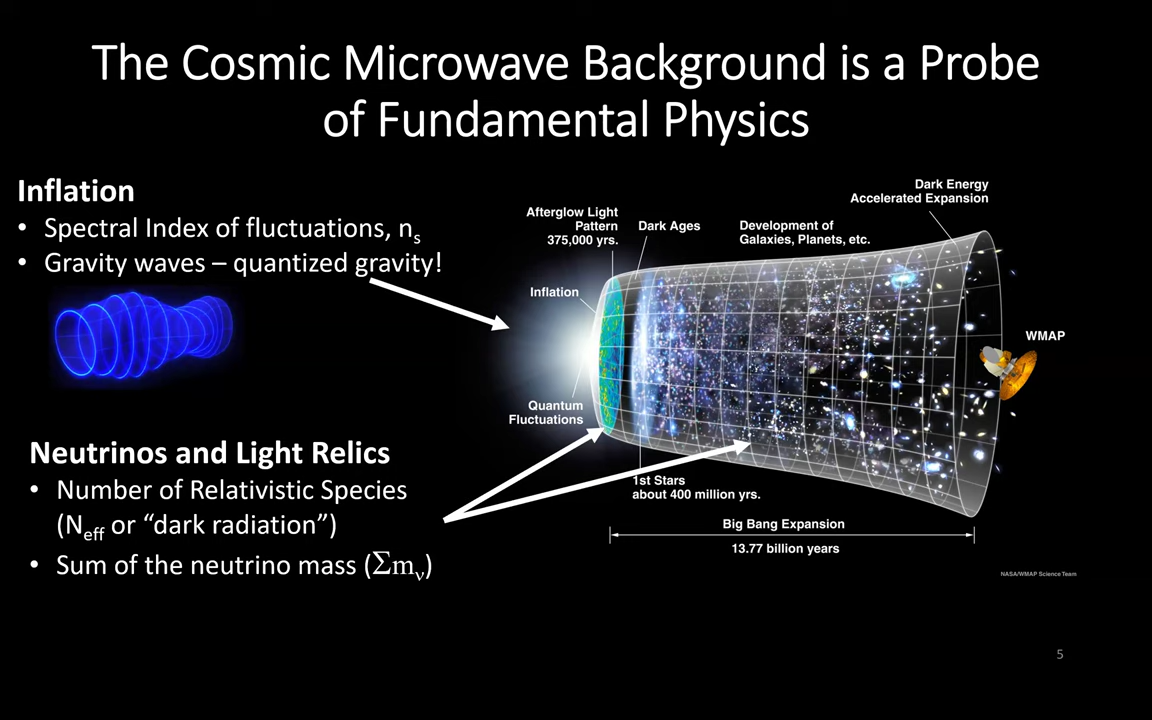 The Cosmic Microwave Background is a Probe
of Fundamental Physics
Inflation
• Spectral Index of fluctuations, nₛ
• Gravity waves – quantized gravity!
Neutrinos and Light Relics
• Number of Relativistic Species
(Neff or “dark radiation”)
• Sum of the neutrino mass (Σmν)
Afterglow Light
Pattern
375,000 yrs.
Dark Ages
Development of
Galaxies, Planets, etc.
Dark Energy
Accelerated Expansion
Inflation
WMAP
Quantum
Fluctuations
1st Stars
about 400 million yrs.
Big Bang Expansion
13.77 billion years
NASA/WMAP Science Team
5